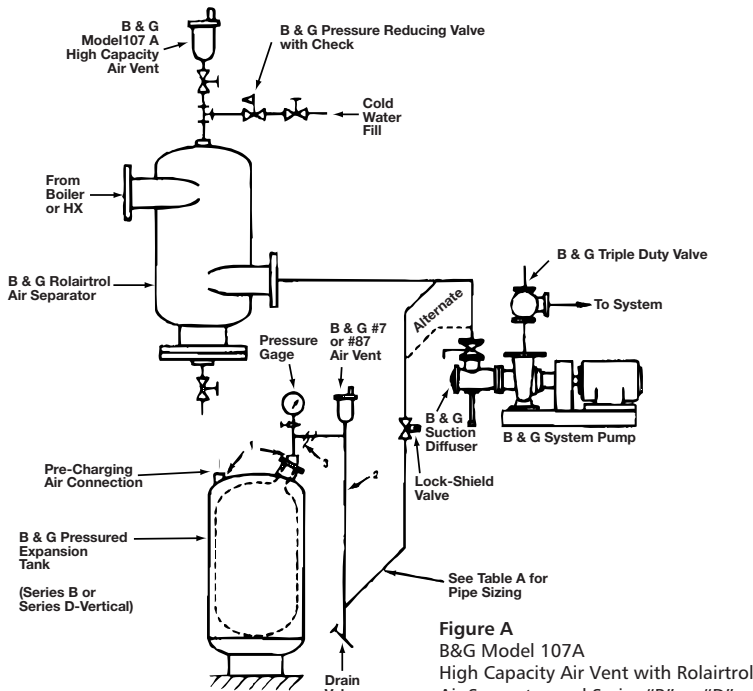 B & G
Model107 A
High Capacity
Air Vent
B & G Pressure Reducing Valve
with Check
Cold
Water
Fill
From
Boiler
or HX
B & G Rolairtrol
Air Separator
B & G Triple Duty Valve
To System
Alternate
Pressure
Gage
B & G #7
or #87
Air Vent
B & G
Suction
Diffuser
B & G System Pump
Lock-Shield
Valve
1
3
2
Pre-Charging
Air Connection
B & G Pressured
Expansion
Tank
(Series B or
Series D-Vertical)
See Table A for
Pipe Sizing
Drain
Figure A
B&G Model 107A
High Capacity Air Vent with Rolairtrol